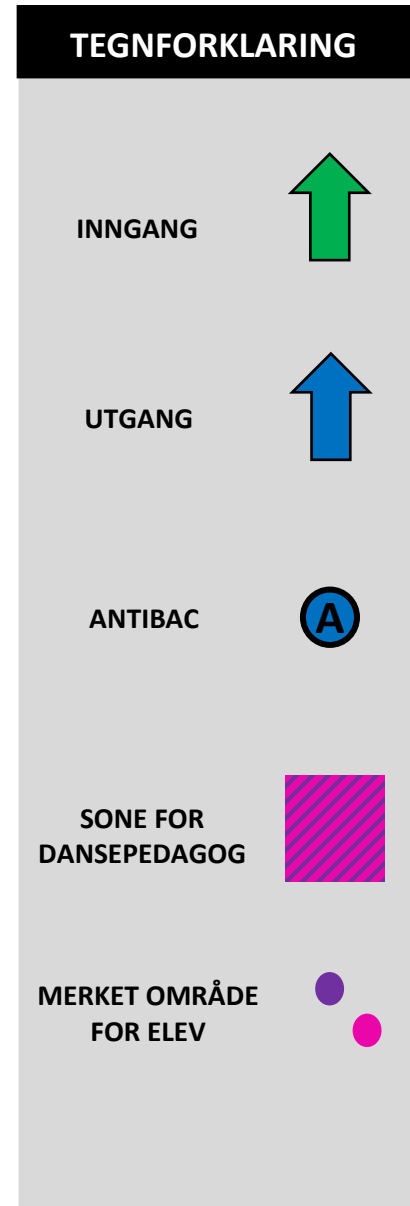 TEGNFORKLARING
INNGANG
UTGANG
ANTIBAC
A
SONE FOR
DANSEPEDAGOG
MERKET OMRÅDE
FOR ELEV